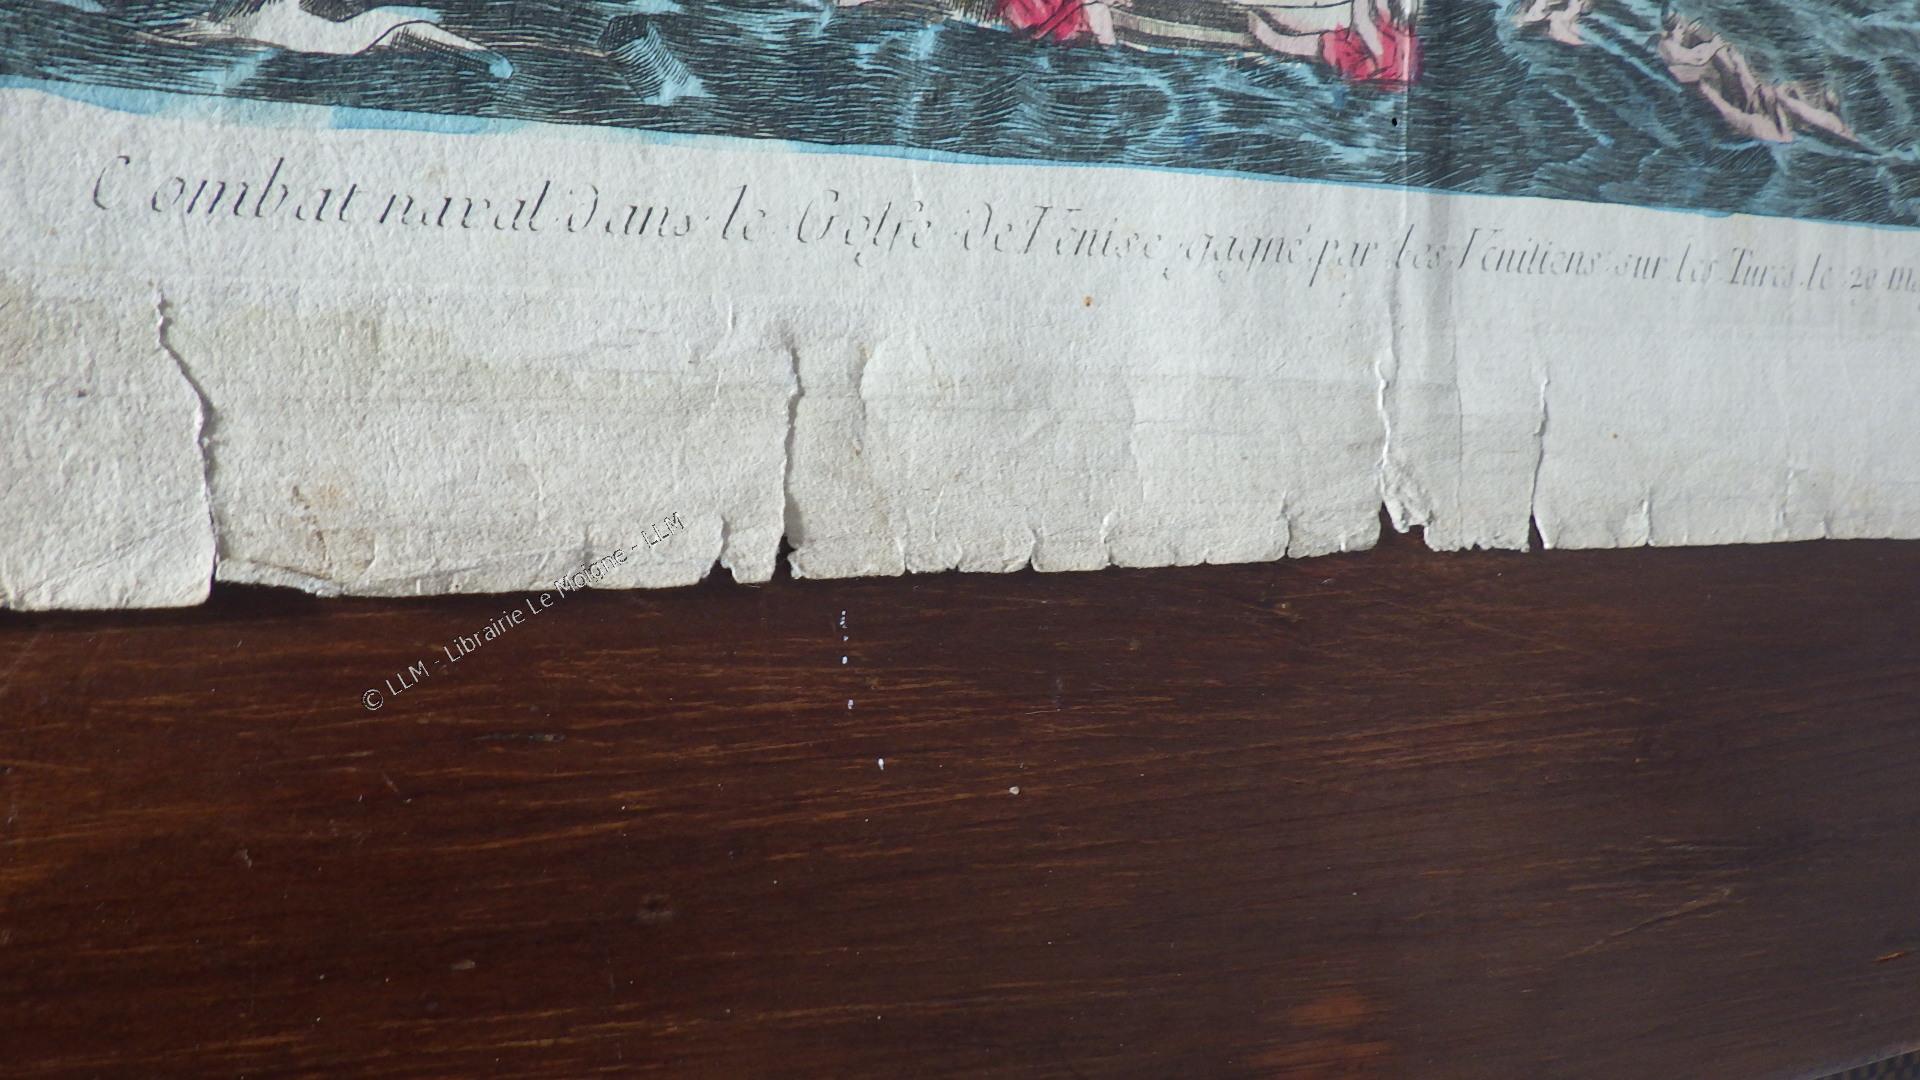 Combat naval dans le Golfe de Venise, gagné par les Venitiens sur les Turcs le 20
© LLM - Librairie Le Moigne - LLM